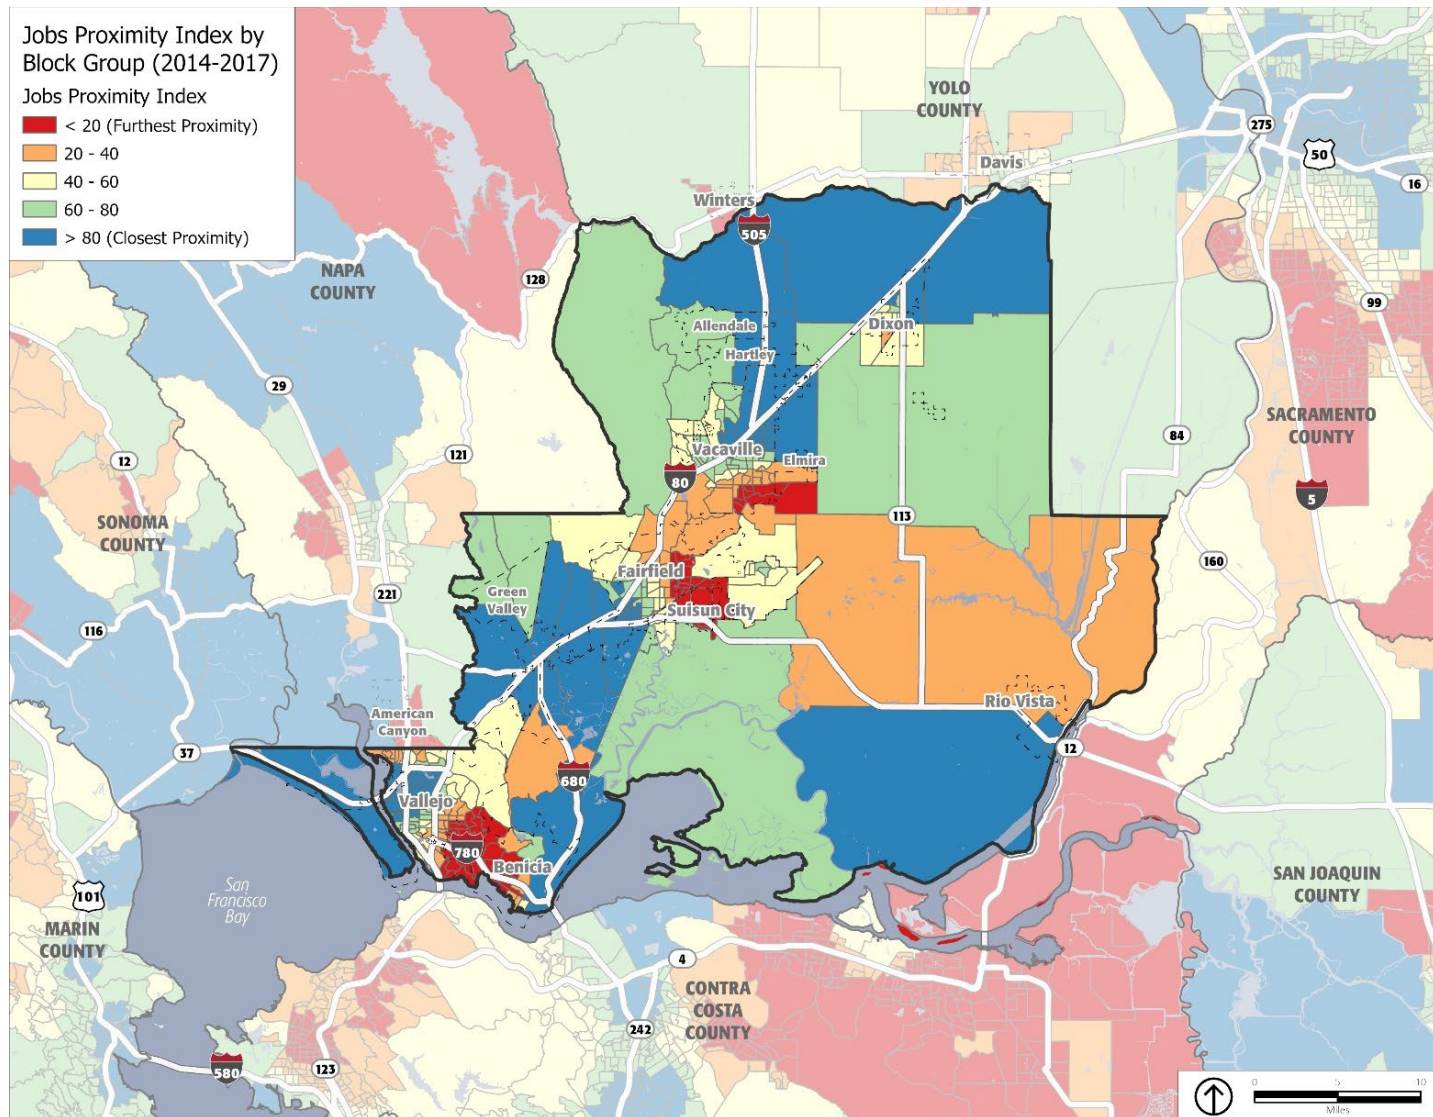 Jobs Proximity Index by
Block Group (2014-2017)
Jobs Proximity Index
< 20 (Furthest Proximity)
20 - 40
40 - 60
60 - 80
> 80 (Closest Proximity)
YOLO
COUNTY
275
50
16
Davis
Winters
505
NAPA
COUNTY
128
99
Allendale
Dixon
Hartley
29
SACRAMENTO
COUNTY
12
121
84
Vacaville
Elmira
80
5
SONOMA
COUNTY
113
160
Fairfield
Green
Valley
221
Suisun City
116
American
Canyon
Rio Vista
37
12
680
Vallejo
780
Benicia
San
Francisco
Bay
101
MARIN
COUNTY
SAN JOAQUIN
COUNTY
4
CONTRA
COSTA
COUNTY
242
580
123
0
5
10
Miles